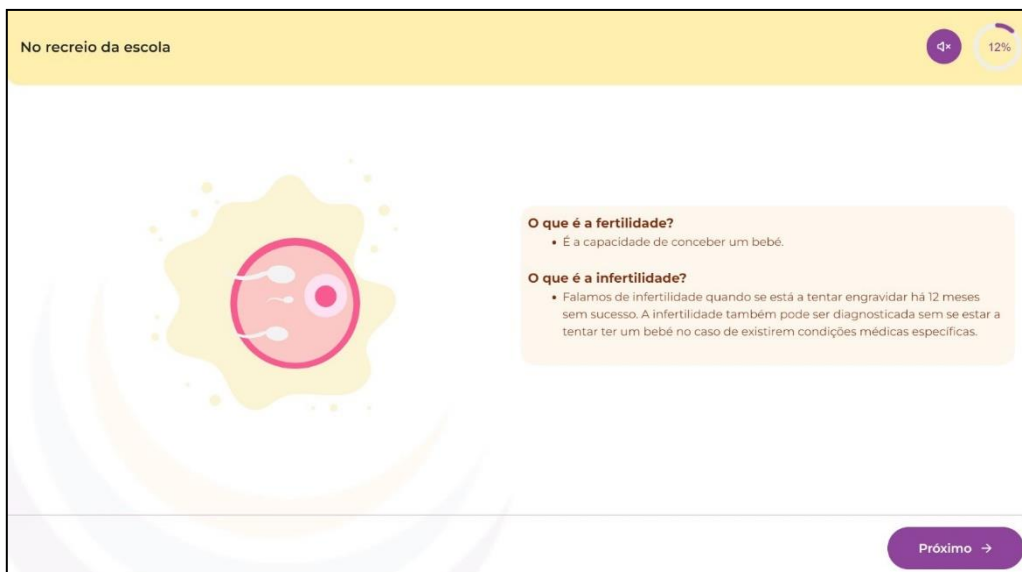 No recreio da escola
12%
O que é a fertilidade?
• É a capacidade de conceber um bebé.
O que é a infertilidade?
• Falamos de infertilidade quando se está a tentar engravidar há 12 meses
sem sucesso. A infertilidade também pode ser diagnosticada sem se estar a
tentar ter um bebé no caso de existirem condições médicas específicas.
Próximo →